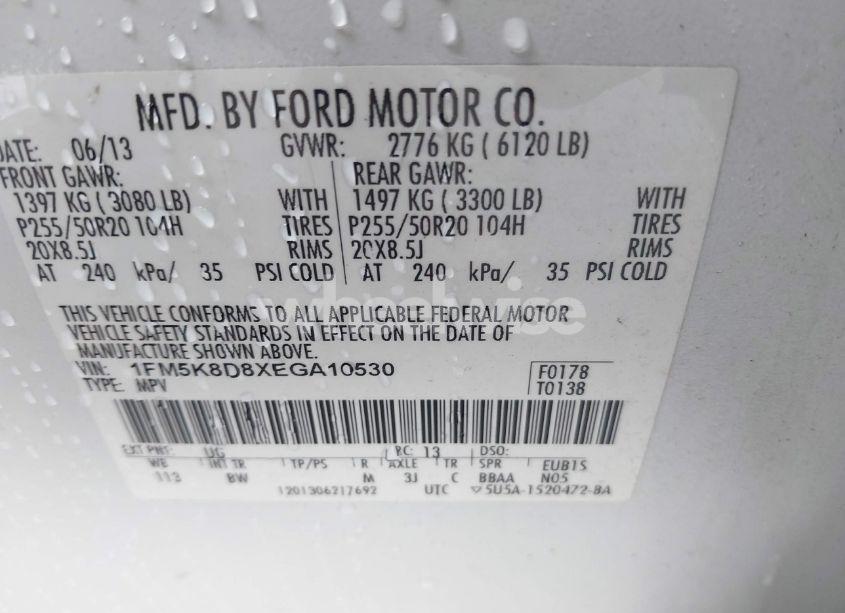 MFD. BY FORD MOTOR CO.
DATE: 06/13 GVWR: 2776 KG ( 6120 LB)
FRONT GAWR: REAR GAWR:
1397 KG ( 3080 LB) WITH 1497 KG ( 3300 LB) WITH
P255/50R20 104H TIRES P255/50R20 104H TIRES
20X8.5J RIMS 20X8.5J RIMS
AT 240 kPa/ 35 PSI COLD AT 240 kPa/ 35 PSI COLD
THIS VEHICLE CONFORMS TO ALL APPLICABLE FEDERAL MOTOR
VEHICLE SAFETY STANDARDS IN EFFECT ON THE DATE OF
MANUFACTURE SHOWN ABOVE.
VIN: 1FM5K8D8XEGA10530 F0178
TYPE: MPV T0138
EXT PNT: UG RC: 13 DSO:
WB INT TR TP/PS R AXLE TR SPR EUB1S
113 BW M 3J C BBAA NO5
1201306217692 UTC 5U5A-1520472-BA